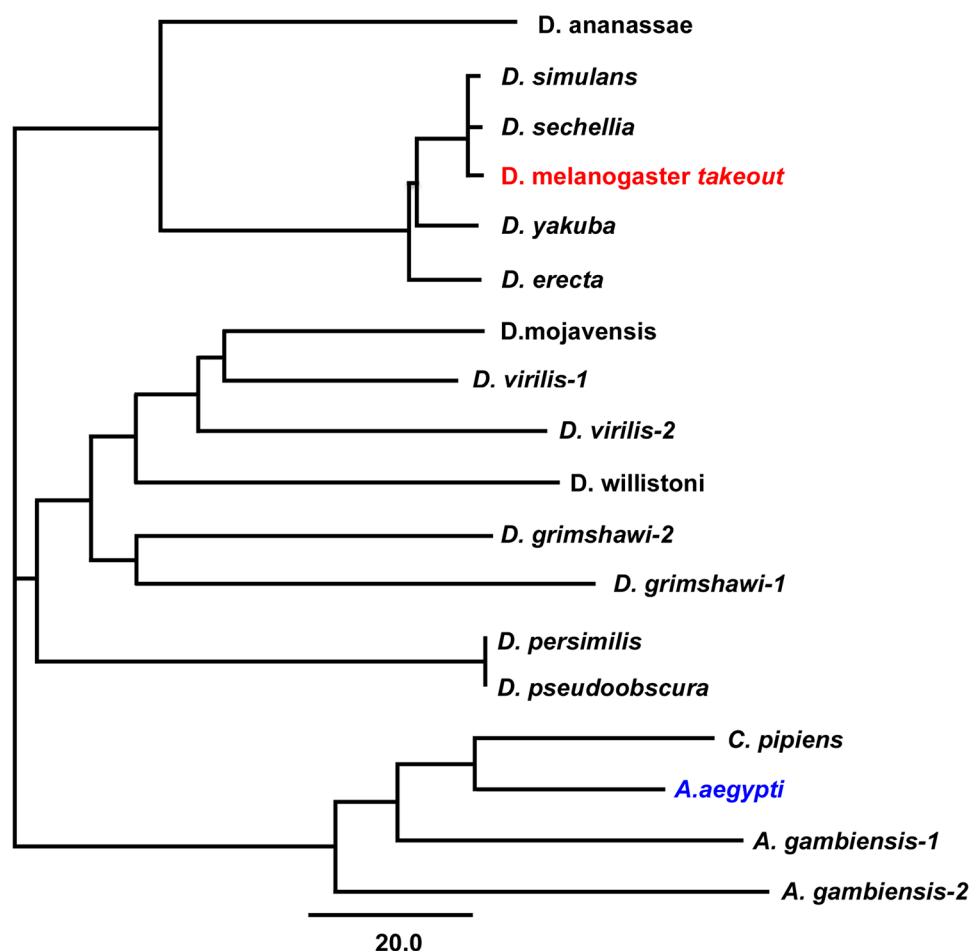 D. ananassae
D. simulans
D. sechellia
D. melanogaster takeout
D. yakuba
D. erecta
D.mojavensis
D. virilis-1
D. virilis-2
D. willistoni
D. grimshawi-2
D. grimshawi-1
D. persimilis
D. pseudoobscura
C. pipiens
A.aegypti
A. gambiensis-1
A. gambiensis-2
20.0